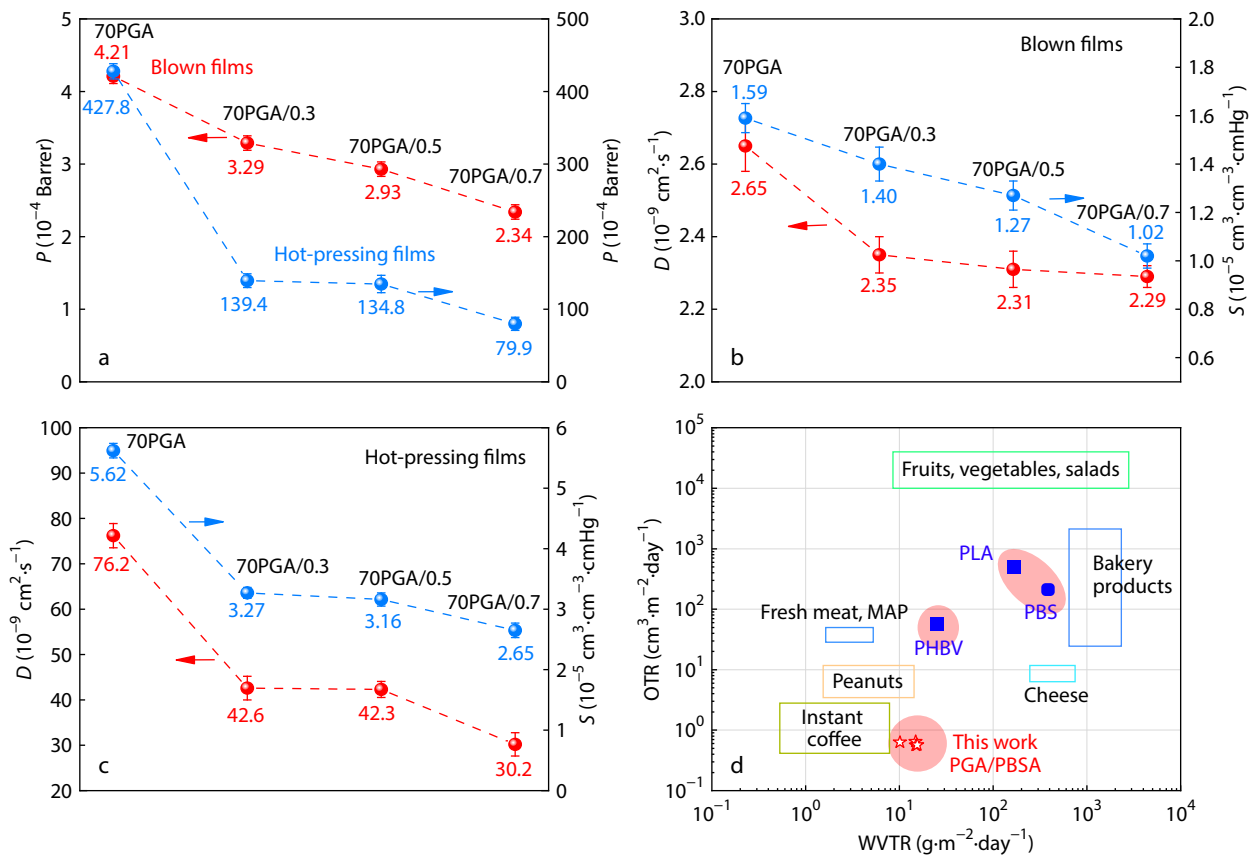 5
4
3
2
1
0
P (10⁻⁴ Barrer)
500
400
300
200
100
0
P (10⁻⁴ Barrer)
70PGA
4.21
Blown films
427.8
70PGA/0.3
3.29
70PGA/0.5
2.93
70PGA/0.7
2.34
Hot-pressing films
139.4
134.8
79.9
a
3.0
2.8
2.6
2.4
2.2
2.0
D (10⁻⁹ cm²·s⁻¹)
2.0
1.8
1.6
1.4
1.2
1.0
0.8
0.6
S (10⁻⁵ cm³·cm⁻³·cmHg⁻¹)
Blown films
70PGA
1.59
2.65
70PGA/0.3
1.40
2.35
70PGA/0.5
1.27
2.31
70PGA/0.7
1.02
2.29
b
100
90
80
70
60
50
40
30
20
D (10⁻⁹ cm²·s⁻¹)
6
5
4
3
2
1
0
S (10⁻⁵ cm³·cm⁻³·cmHg⁻¹)
70PGA
Hot-pressing films
5.62
76.2
70PGA/0.3
3.27
42.6
70PGA/0.5
3.16
42.3
70PGA/0.7
2.65
30.2
c
10⁵
10⁴
10³
10²
10¹
10⁰
10⁻¹
OTR (cm³·m⁻²·day⁻¹)
Fruits, vegetables, salads
PLA
Bakery
products
PBS
Fresh meat, MAP
PHBV
Peanuts
Cheese
Instant
coffee
This work
PGA/PBSA
d
10⁻¹
10⁰
10¹
10²
10³
10⁴
WVTR (g·m⁻²·day⁻¹)